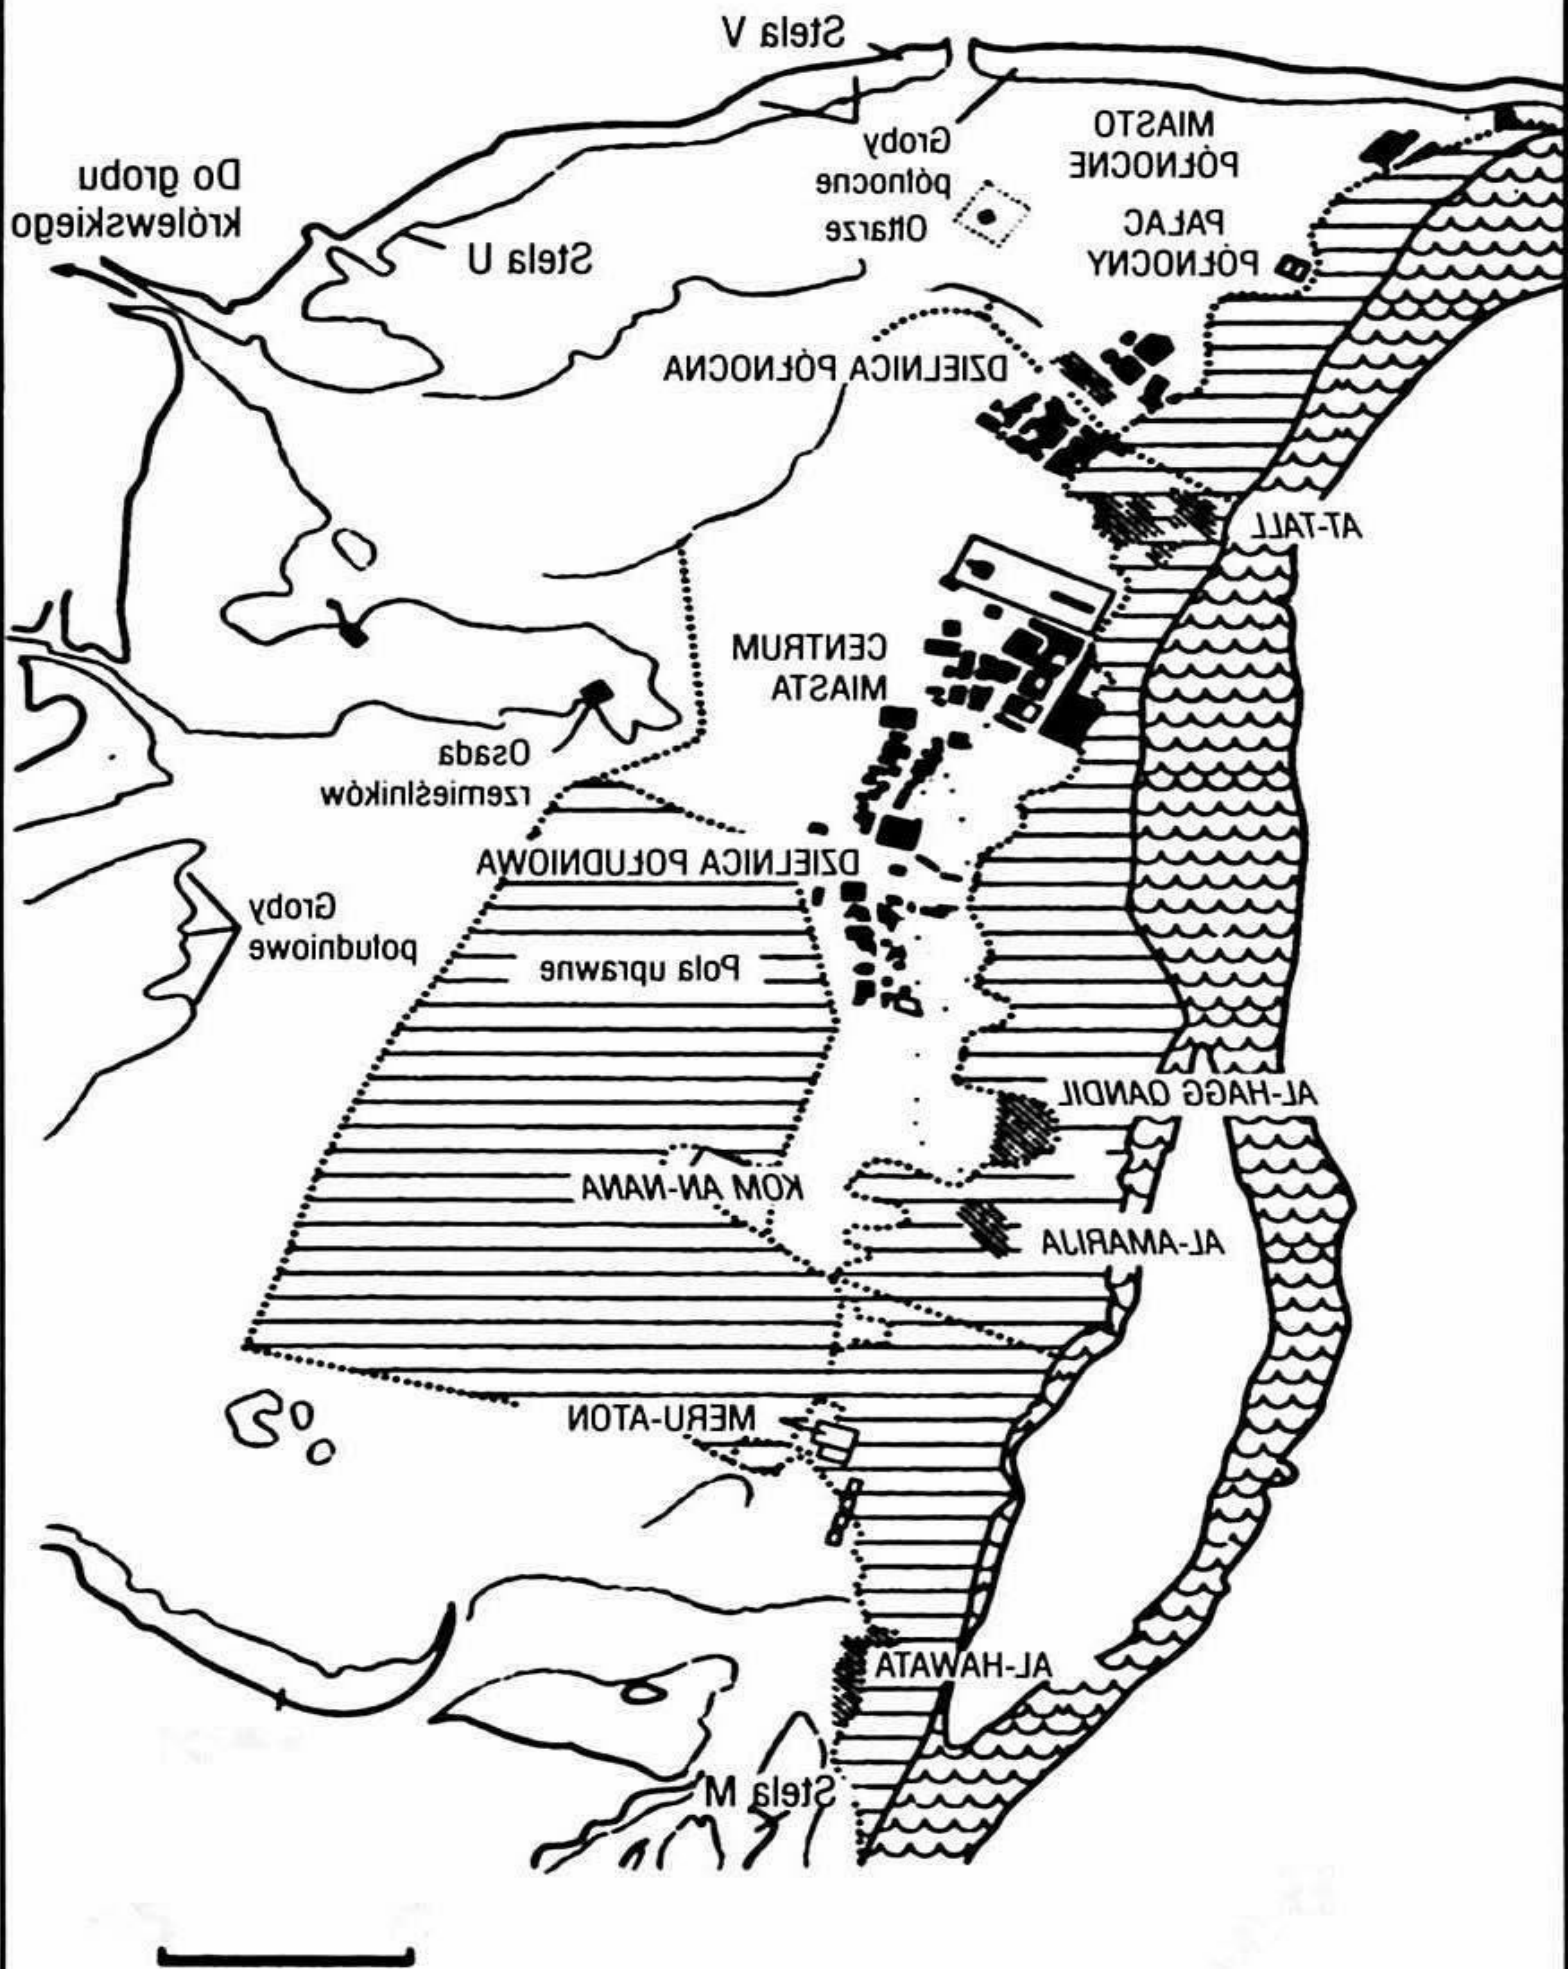 Stela V
Groby
północne
MIASTO
PÓŁNOCNE
Do grobu
królewskiego
Ołtarze
PAŁAC
PÓŁNOCNY
Stela U
DZIELNICA PÓŁNOCNA
AT-TALL
CENTRUM
MIASTA
Osada
rzemieślników
DZIELNICA POŁUDNIOWA
Groby
południowe
Pola uprawne
AL-HAGG QANDIL
KOM AN-NANA
AL-AMARIJA
MERU-ATON
AL-HAWATA
Stela M